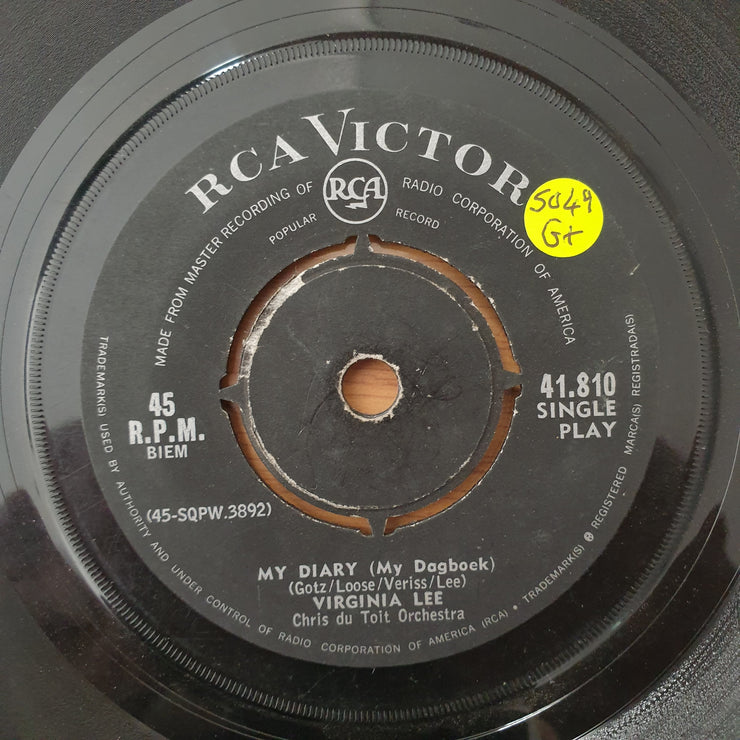 RCA VICTOR
MADE FROM MASTER RECORDING OF RADIO CORPORATION OF AMERICA
RCA
POPULAR RECORD
5049
G+
45
R.P.M.
BIEM
41.810
SINGLE
PLAY
(45-SQPW.3892)
MY DIARY (My Dagboek)
(Gotz/Loose/Veriss/Lee)
VIRGINIA LEE
Chris du Toit Orchestra
TRADEMARK(S) USED BY AUTHORITY AND UNDER CONTROL OF RADIO CORPORATION OF AMERICA (RCA) • TRADEMARK(S) ® REGISTERED MARCA(S) REGISTRADA(S)